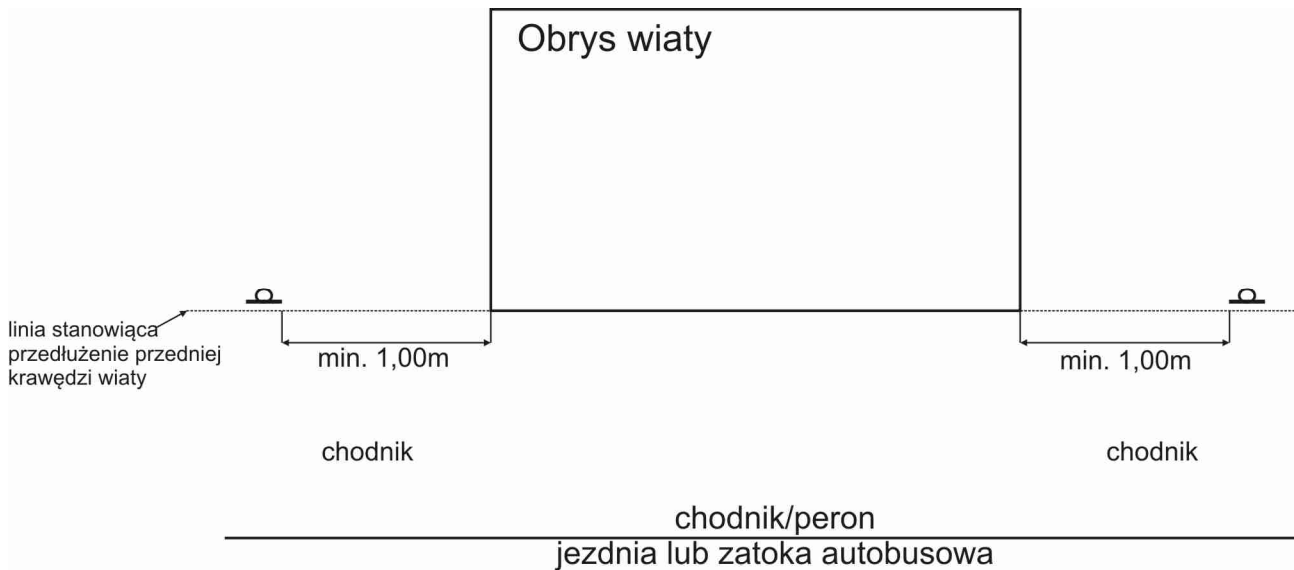 Obrys wiaty
linia stanowiąca
przedłużenie przedniej
krawędzi wiaty
min. 1,00m
min. 1,00m
chodnik
chodnik
chodnik/peron
jezdnia lub zatoka autobusowa